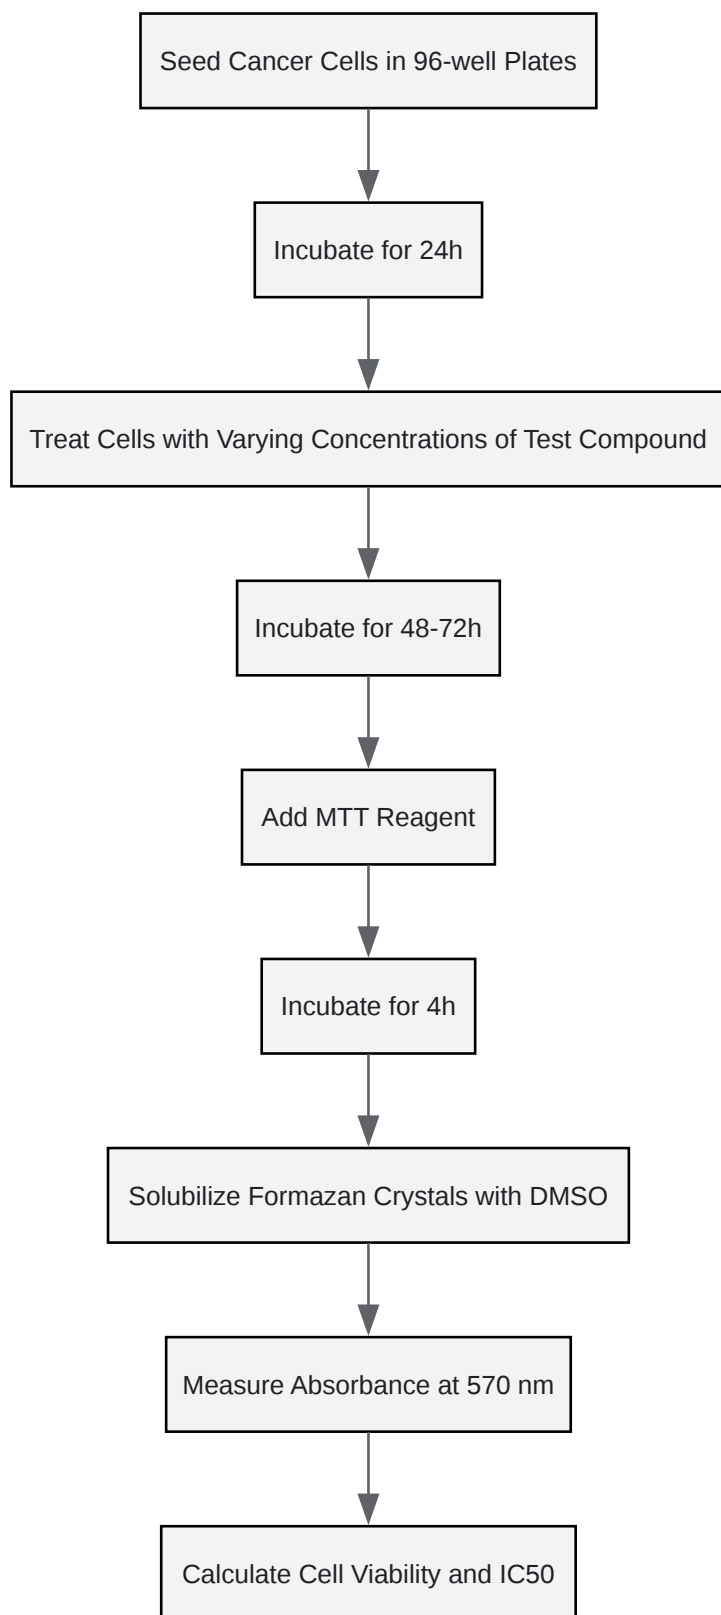 Seed Cancer Cells in 96-well Plates
Incubate for 24h
Treat Cells with Varying Concentrations of Test Compound
Incubate for 48-72h
Add MTT Reagent
Incubate for 4h
Solubilize Formazan Crystals with DMSO
Measure Absorbance at 570 nm
Calculate Cell Viability and IC50